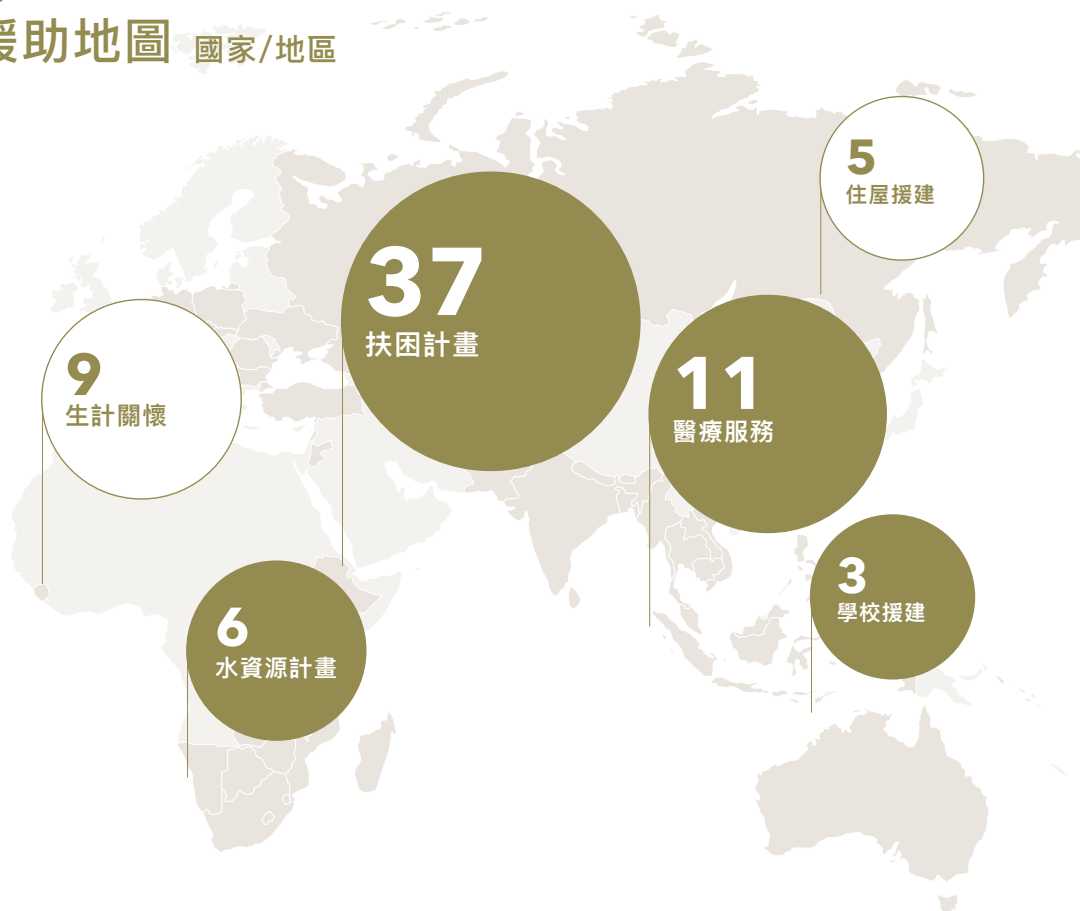 援助地圖 國家/地區
5
住屋援建
37
扶困計畫
9
生計關懷
11
醫療服務
3
學校援建
6
水資源計畫